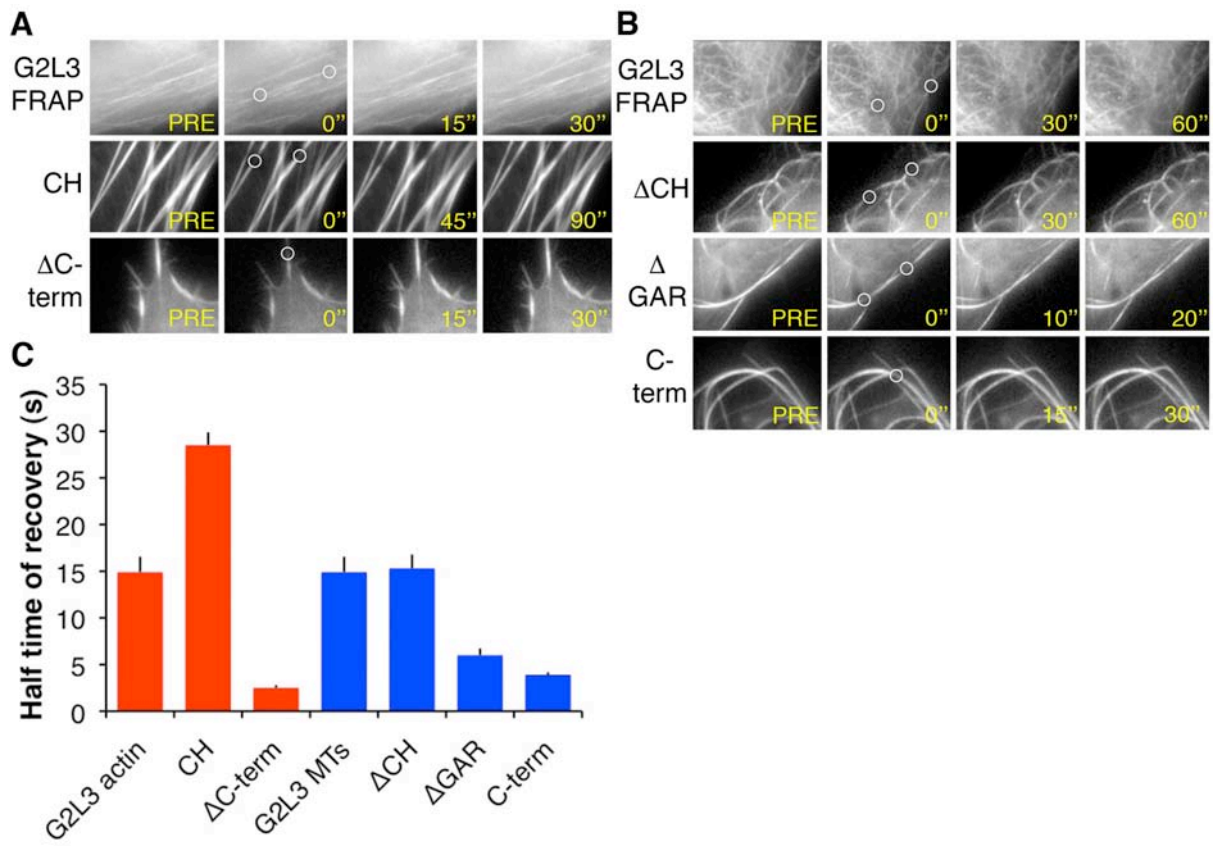 A
G2L3
FRAP
PRE
0”
15”
30”
CH
PRE
0”
45”
90”
ΔC-
term
PRE
0”
15”
30”
B
G2L3
FRAP
PRE
0”
30”
60”
ΔCH
PRE
0”
30”
60”
Δ
GAR
PRE
0”
10”
20”
C-
term
PRE
0”
15”
30”
C
Half time of recovery (s)
35
30
25
20
15
10
5
0
G2L3 actin
CH
ΔC-term
G2L3 MTs
ΔCH
ΔGAR
C-term